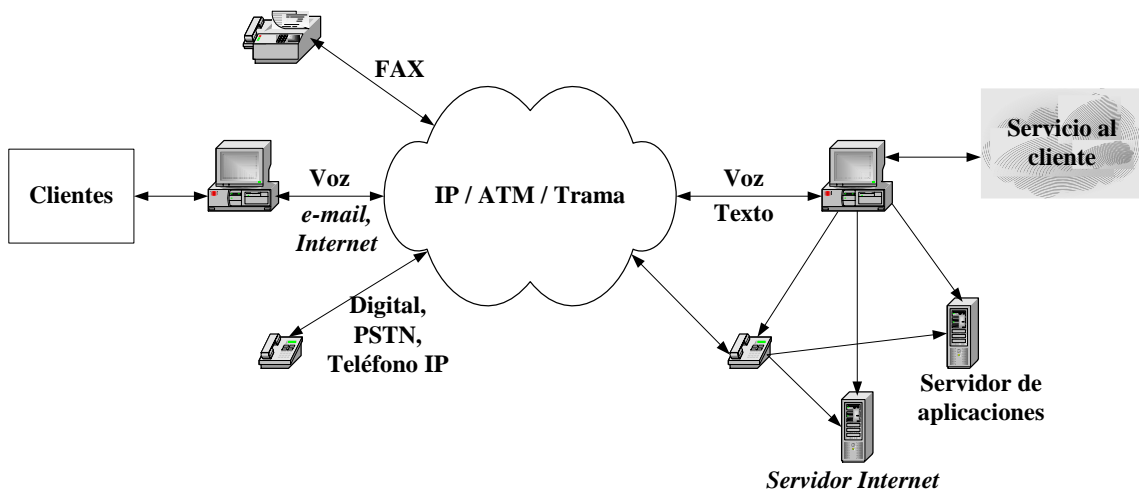 FAX
Servicio al
cliente
Clientes
Voz
e-mail,
Internet
IP / ATM / Trama
Voz
Texto
Digital,
PSTN,
Teléfono IP
Servidor de
aplicaciones
Servidor Internet